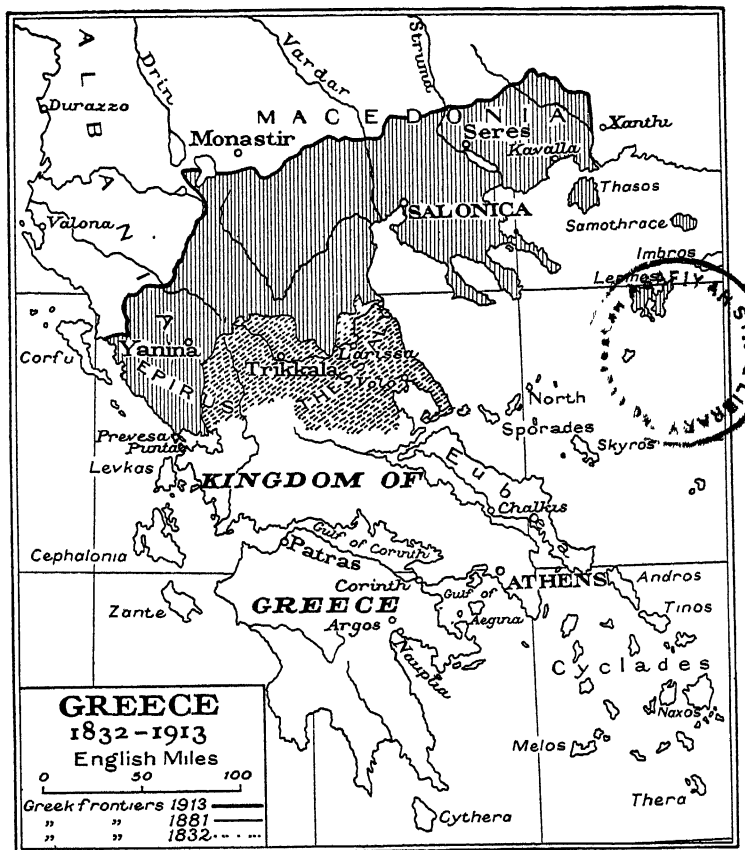 ALBANIA
Drin
Vardar
Struma
Durazzo
MACEDONIA
Monastir
Seres
Xanthi
Kavalla
Thasos
SALONICA
Samothrace
Valona
Imbros
Lemnos
Corfu
Yanina
EPIRUS
Trikkala
Larissa
Volo
THESSALY
North
Sporades
Skyros
Prevesa
Punta
Levkas
KINGDOM OF
Eub
Chalkis
Gulf of Corinth
Cephalonia
Patras
Corinth
ATHENS
Gulf of
Aegina
Andros
Tinos
Zante
GREECE
Argos
Nauplia
Cyclades
Naxos
Melos
Thera
Cythera
GREECE
1832-1913
English Miles
0 50 100
Greek frontiers 1913
„ „ 1881
„ „ 1832
LIBRARY